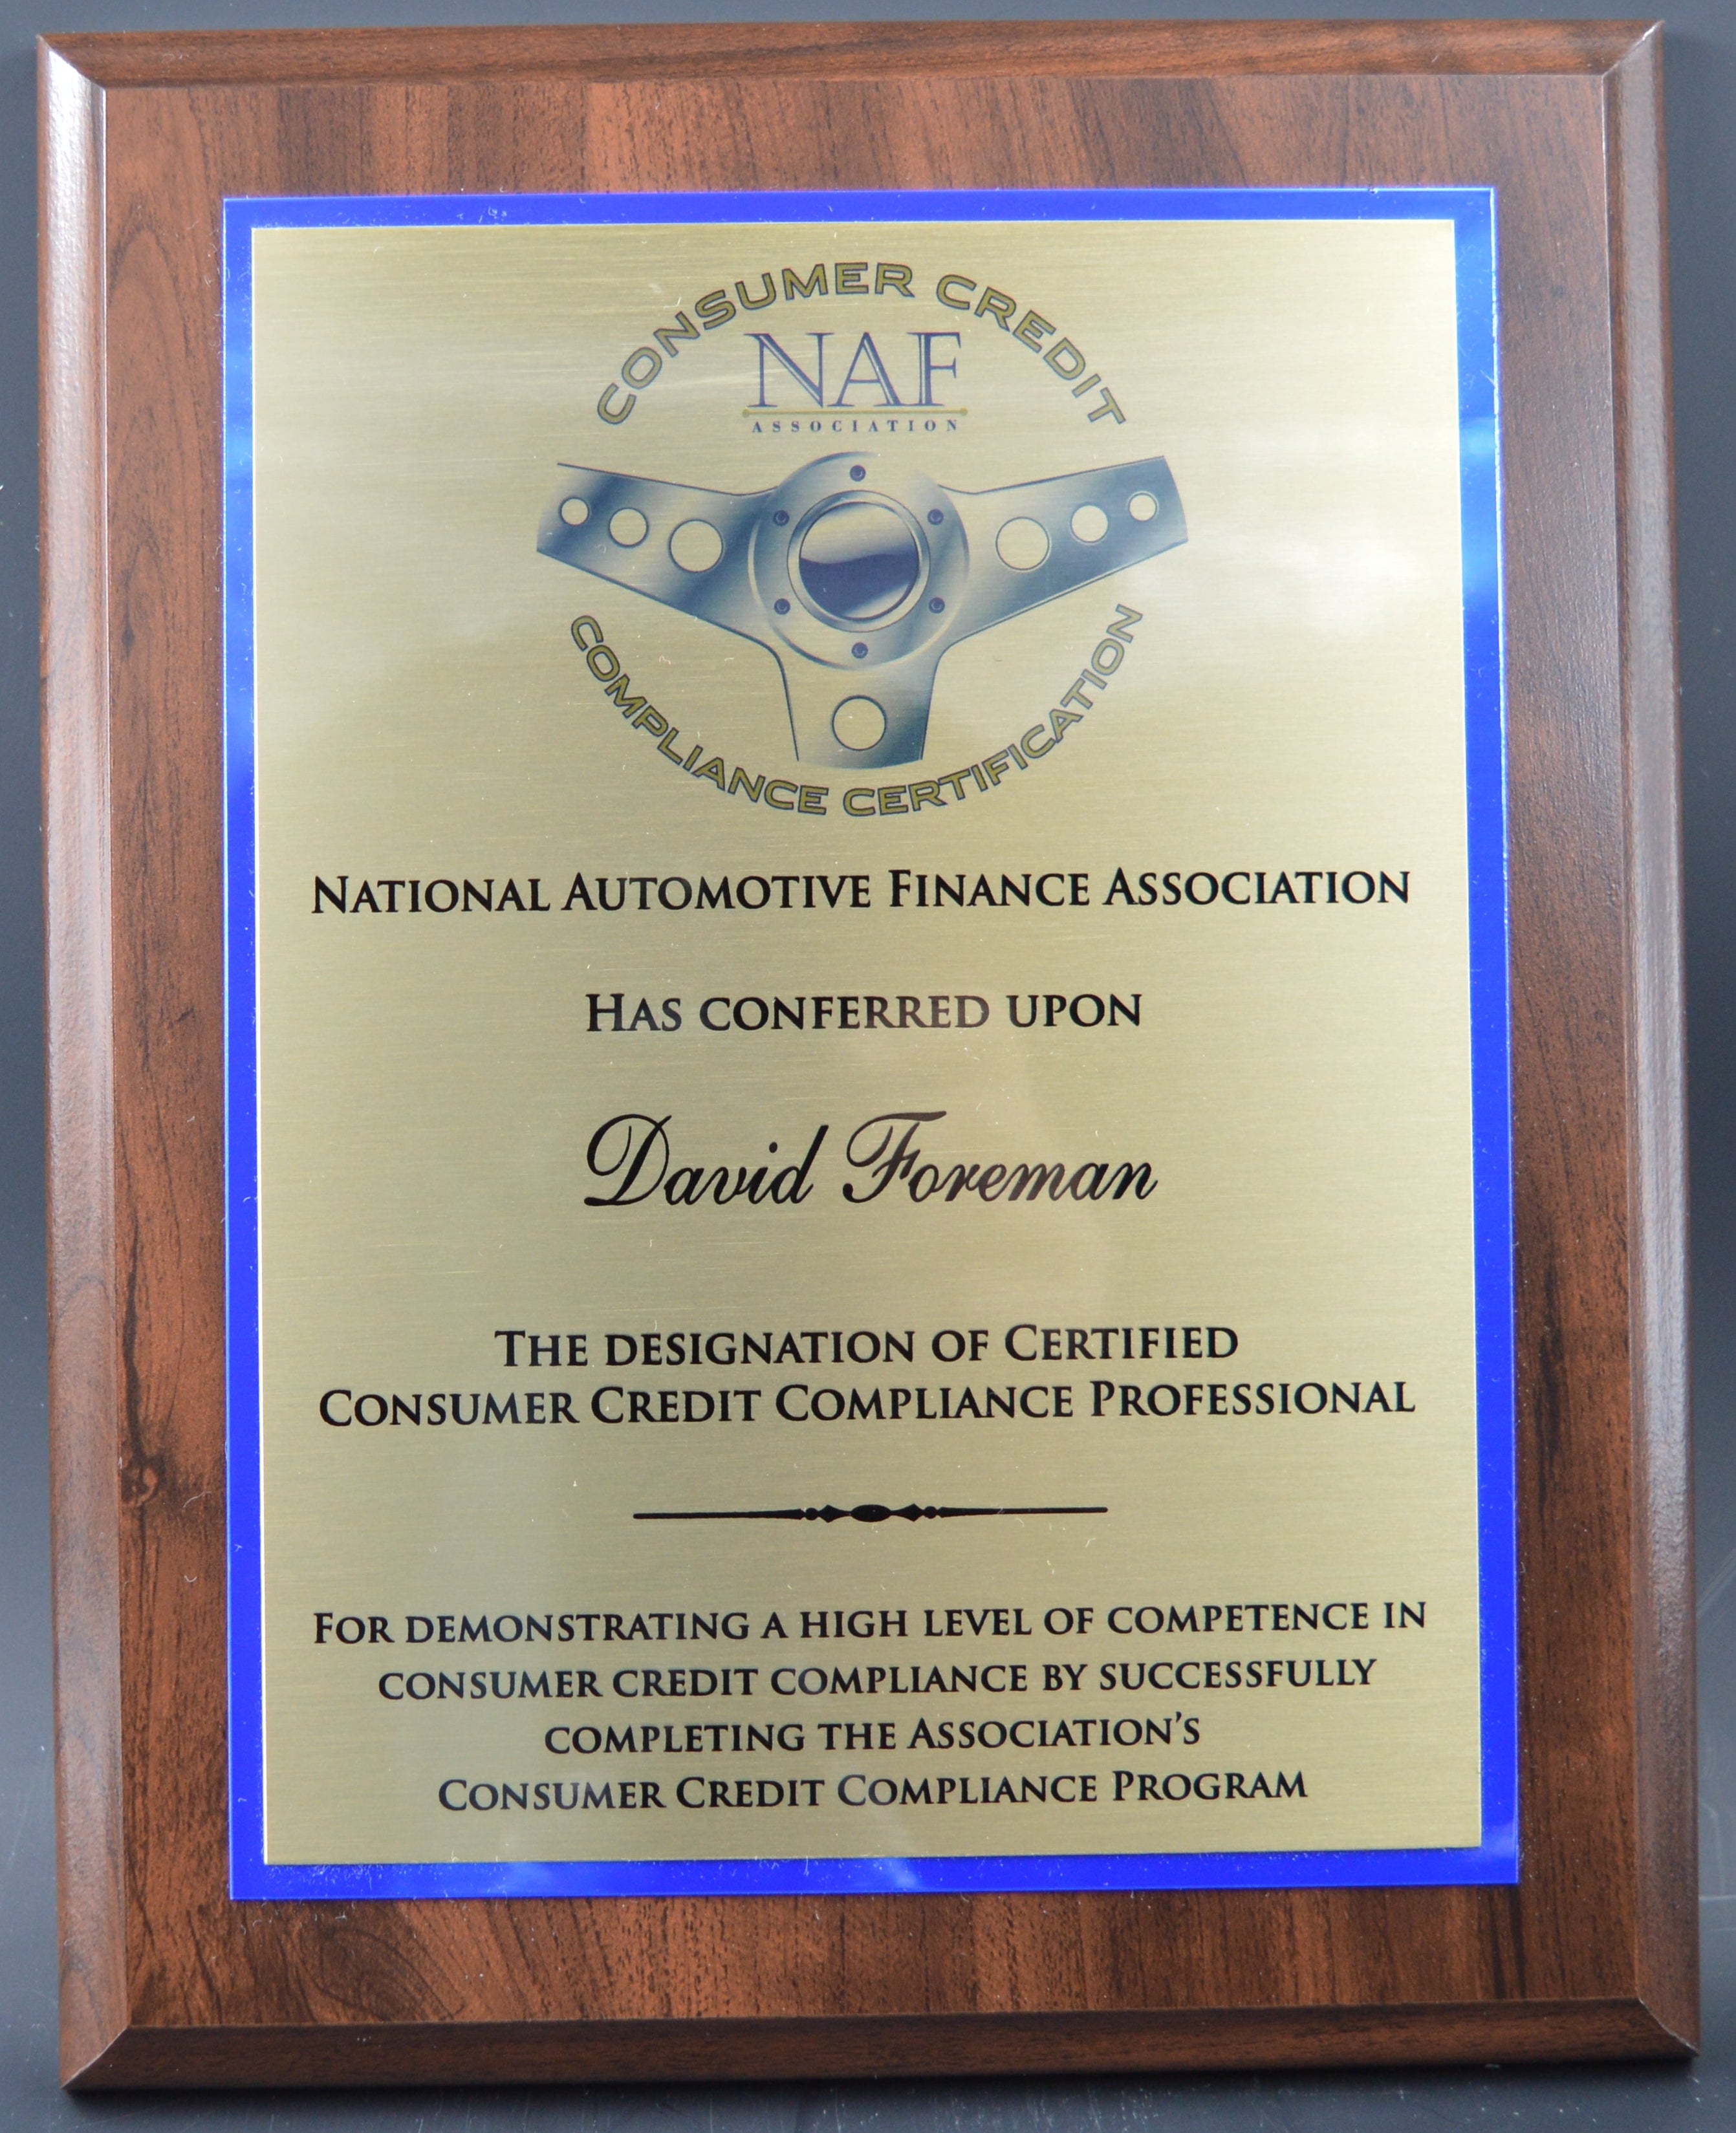 CONSUMER CREDIT
NAF
ASSOCIATION
COMPLIANCE CERTIFICATION
NATIONAL AUTOMOTIVE FINANCE ASSOCIATION
HAS CONFERRED UPON
David Foreman
THE DESIGNATION OF CERTIFIED
CONSUMER CREDIT COMPLIANCE PROFESSIONAL
FOR DEMONSTRATING A HIGH LEVEL OF COMPETENCE IN
CONSUMER CREDIT COMPLIANCE BY SUCCESSFULLY
COMPLETING THE ASSOCIATION'S
CONSUMER CREDIT COMPLIANCE PROGRAM